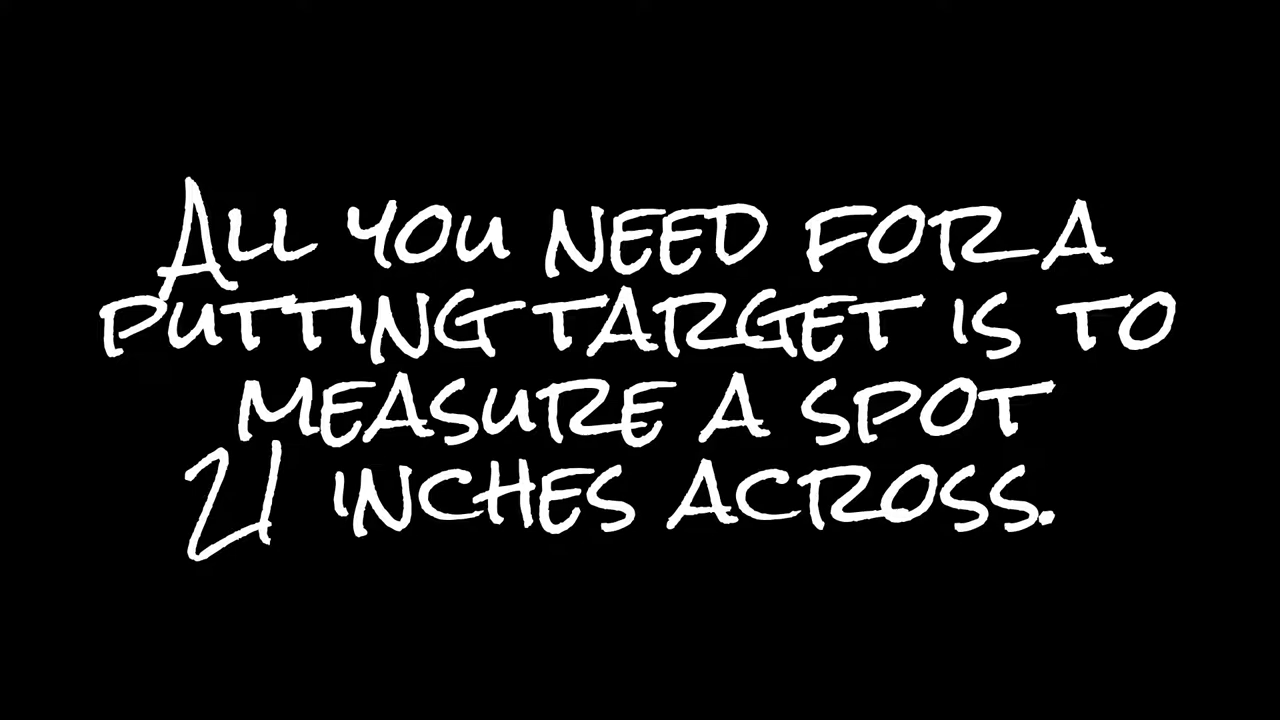 All you need for a
putting target is to
measure a spot
21 inches across.